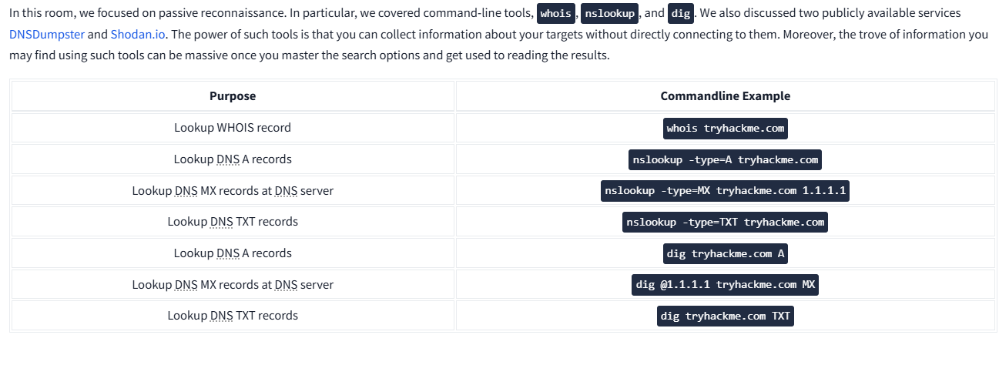 In this room, we focused on passive reconnaissance. In particular, we covered command-line tools, whois, nslookup, and dig. We also discussed two publicly available services
DNSDumpster and Shodan.io. The power of such tools is that you can collect information about your targets without directly connecting to them. Moreover, the trove of information you
may find using such tools can be massive once you master the search options and get used to reading the results.
Purpose Commandline Example
Lookup WHOIS record whois tryhackme.com
Lookup DNS A records nslookup -type=A tryhackme.com
Lookup DNS MX records at DNS server nslookup -type=MX tryhackme.com 1.1.1.1
Lookup DNS TXT records nslookup -type=TXT tryhackme.com
Lookup DNS A records dig tryhackme.com A
Lookup DNS MX records at DNS server dig @1.1.1.1 tryhackme.com MX
Lookup DNS TXT records dig tryhackme.com TXT